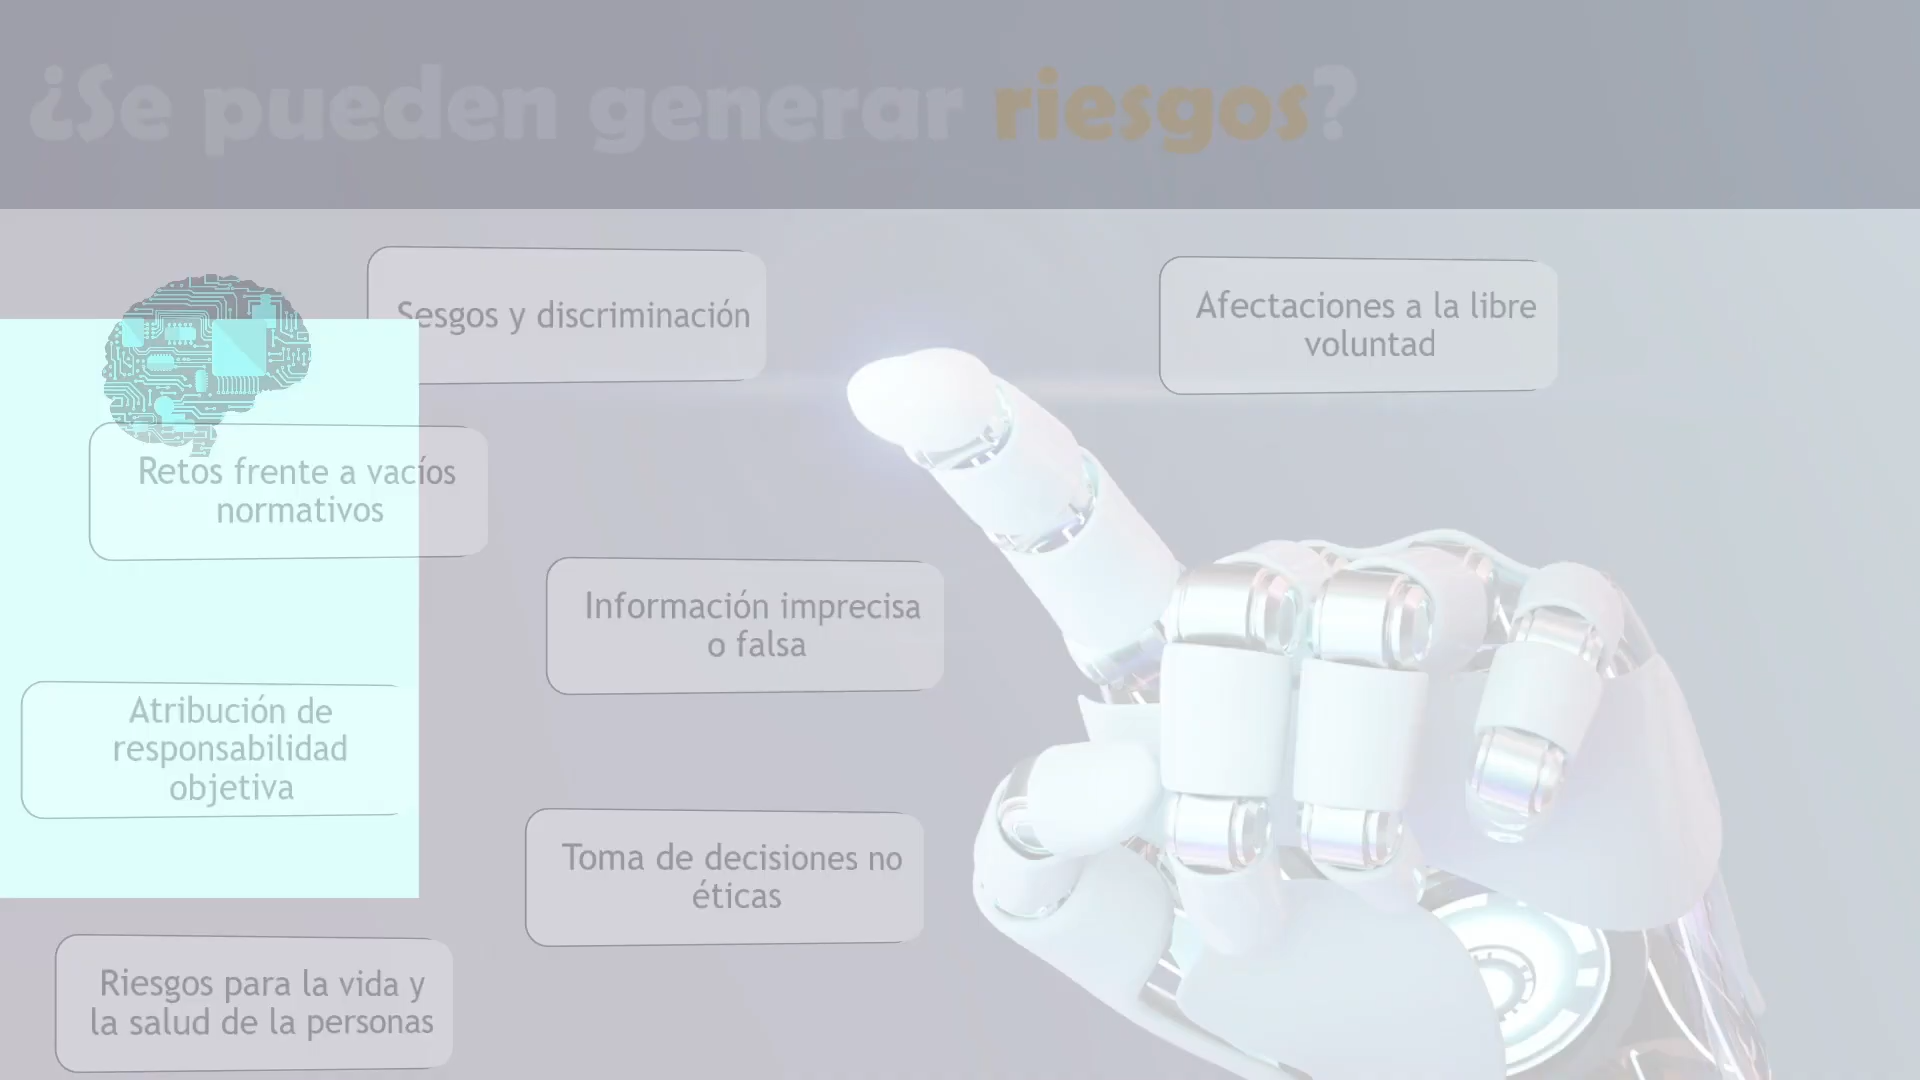 ¿Se pueden generar riesgos?
Sesgos y discriminación
Afectaciones a la libre
voluntad
Retos frente a vacíos
normativos
Información imprecisa
o falsa
Atribución de
responsabilidad
objetiva
Toma de decisiones no
éticas
Riesgos para la vida y
la salud de la personas